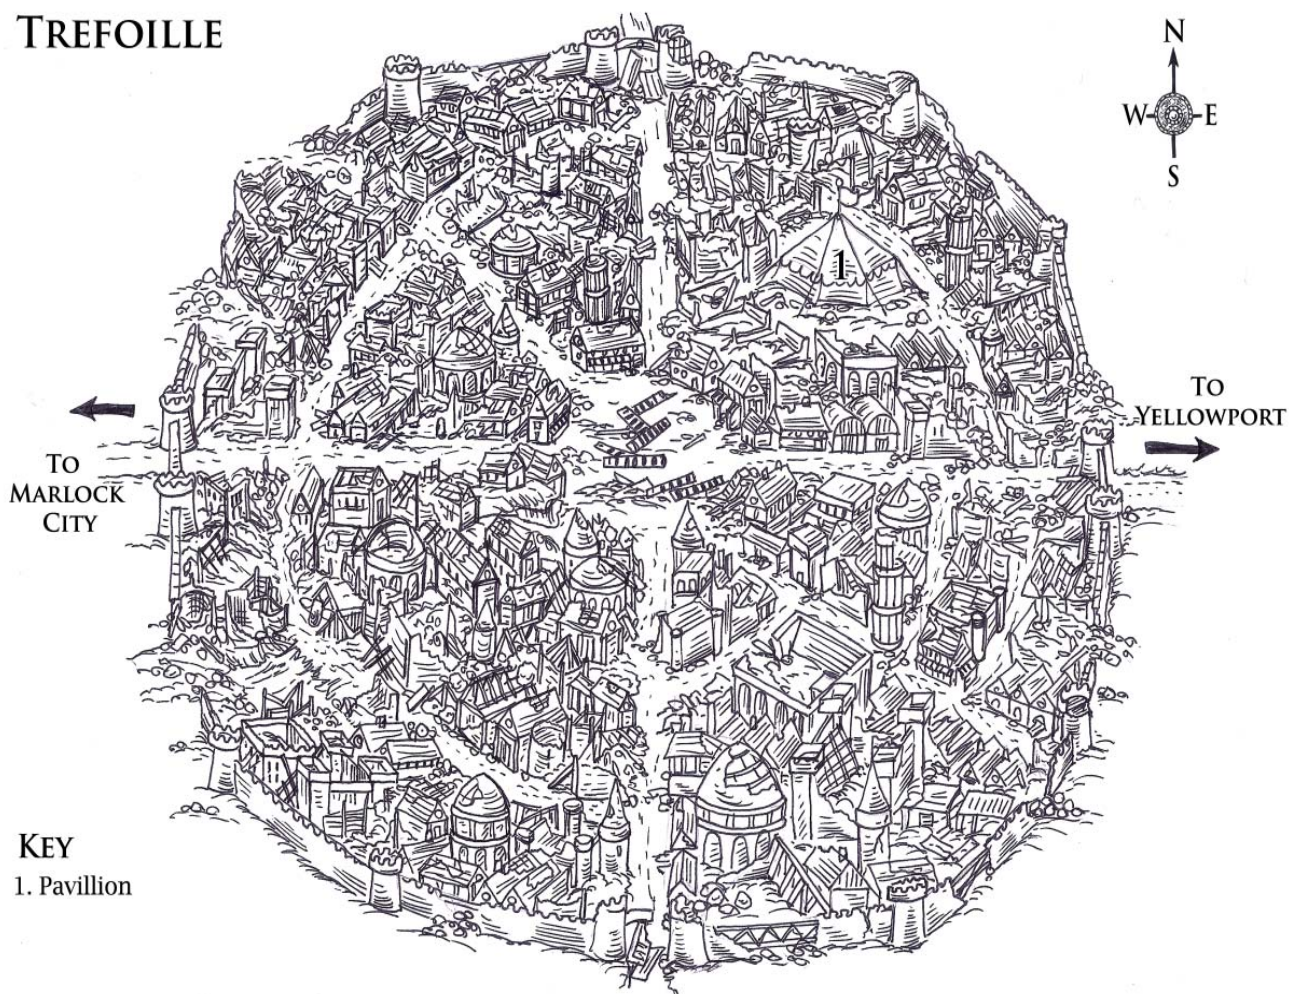 TREFOILLE
N
W E
S
1
TO
YELLOWPORT
TO
MARLOCK
CITY
KEY
1. Pavillion